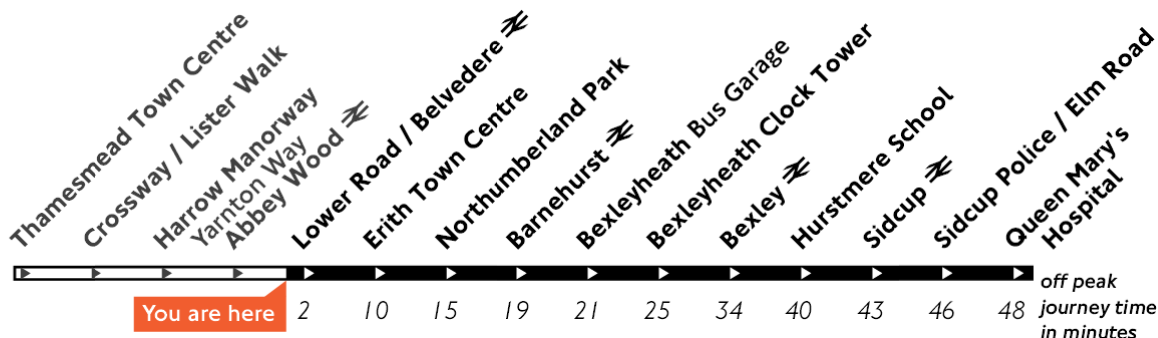 Thamesmead Town Centre
Crossway / Lister Walk
Harrow Manorway
Yarnton Way
Abbey Wood
Lower Road / Belvedere
Erith Town Centre
Northumberland Park
Barnehurst
Bexleyheath Bus Garage
Bexleyheath Clock Tower
Bexley
Hurstmere School
Sidcup
Sidcup Police / Elm Road
Queen Mary's
Hospital
You are here
2 10 15 19 21 25 34 40 43 46 48
off peak
journey time
in minutes